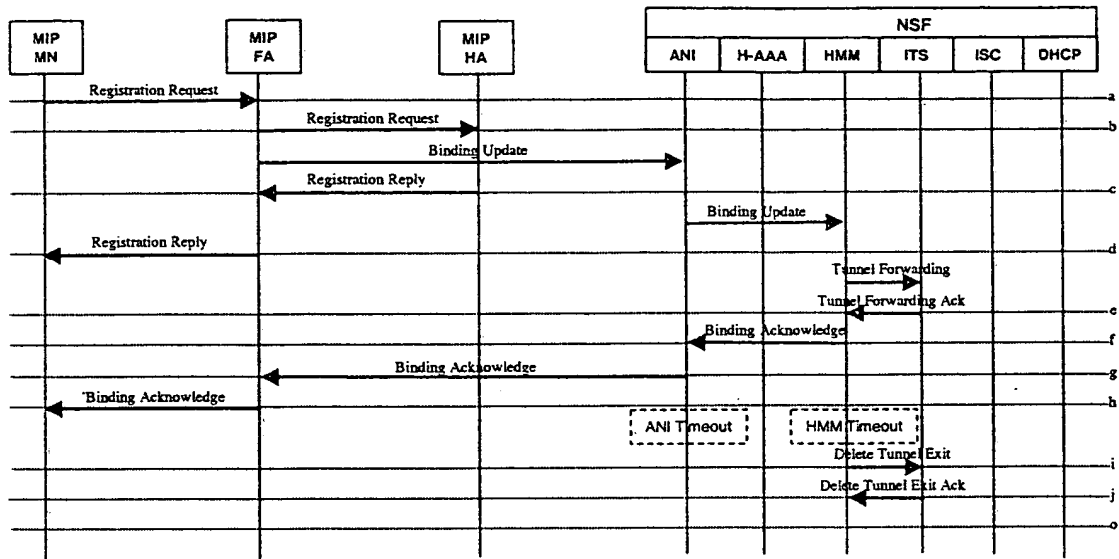 NSF
MIP
MN
MIP
FA
MIP
HA
ANI H-AAA HMM ITS ISC DHCP
Registration Request
a
Registration Request
b
Binding Update
Registration Reply
c
Binding Update
Registration Reply
d
Tunnel Forwarding
Tunnel Forwarding Ack
e
Binding Acknowledge
f
Binding Acknowledge
g
Binding Acknowledge
h
ANI Timeout HMM Timeout
Delete Tunnel Exit
i
Delete Tunnel Exit Ack
j
o